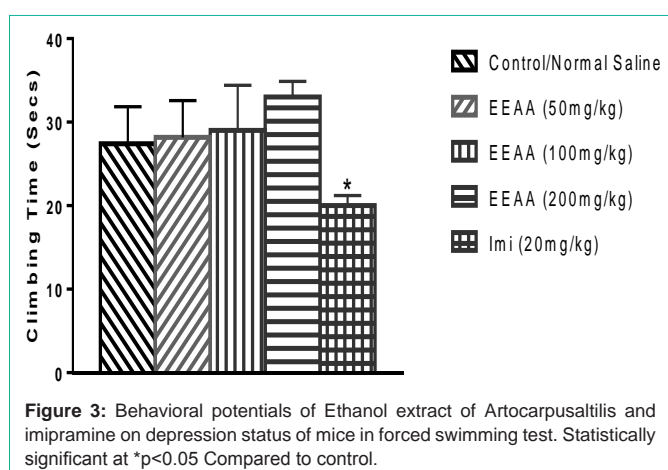 40
30
20
10
0
Climbing Time (Secs)
*
Control/Normal Saline
EEAA (50mg/kg)
EEAA (100mg/kg)
EEAA (200mg/kg)
Imi (20mg/kg)
Figure 3: Behavioral potentials of Ethanol extract of Artocarpusaltilis and
imipramine on depression status of mice in forced swimming test. Statistically
significant at *p<0.05 Compared to control.